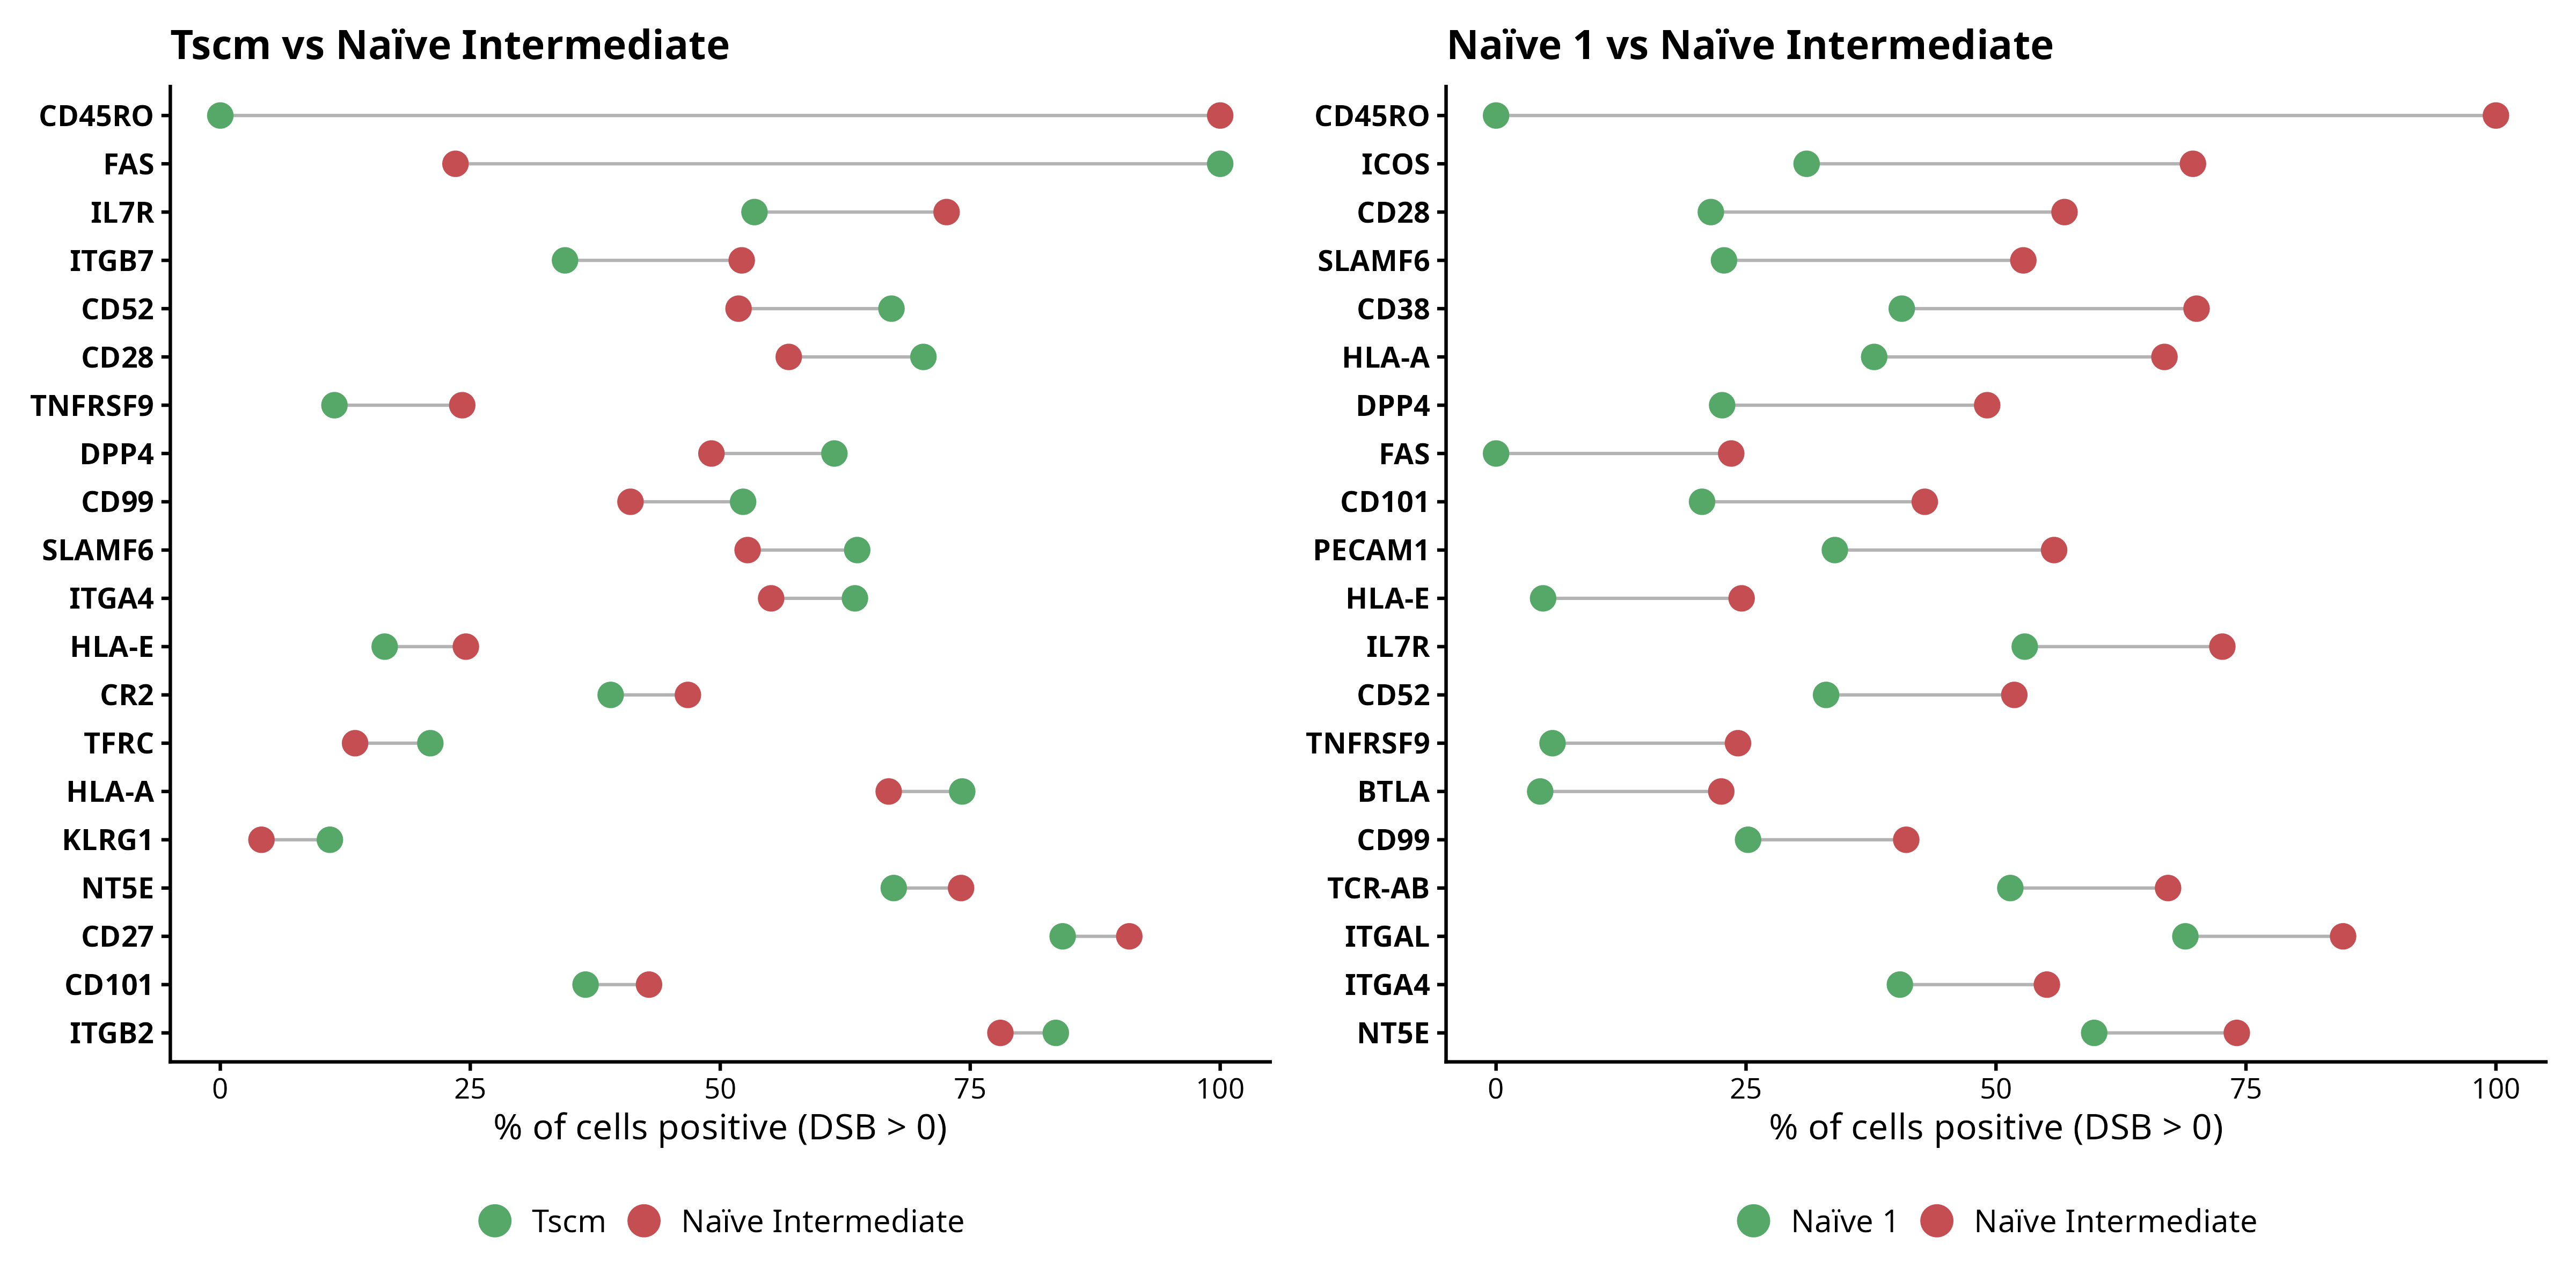 Tscm vs Naïve Intermediate
CD45RO
FAS
IL7R
ITGB7
CD52
CD28
TNFRSF9
DPP4
CD99
SLAMF6
ITGA4
HLA-E
CR2
TFRC
HLA-A
KLRG1
NT5E
CD27
CD101
ITGB2
0 25 50 75 100
% of cells positive (DSB > 0)
Tscm Naïve Intermediate
Naïve 1 vs Naïve Intermediate
CD45RO
ICOS
CD28
SLAMF6
CD38
HLA-A
DPP4
FAS
CD101
PECAM1
HLA-E
IL7R
CD52
TNFRSF9
BTLA
CD99
TCR-AB
ITGAL
ITGA4
NT5E
0 25 50 75 100
% of cells positive (DSB > 0)
Naïve 1 Naïve Intermediate